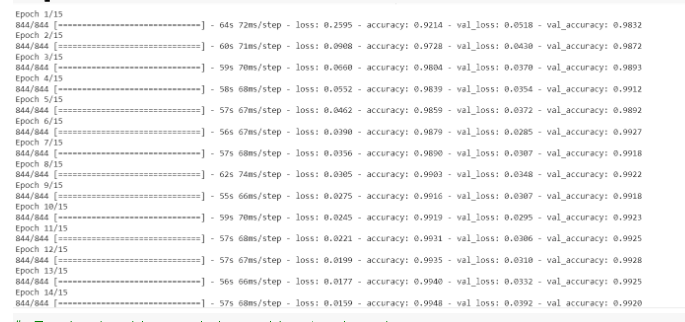 Epoch 1/15
844/844 [==============================] - 64s 72ms/step - loss: 0.2595 - accuracy: 0.9214 - val_loss: 0.0518 - val_accuracy: 0.9832
Epoch 2/15
844/844 [==============================] - 60s 71ms/step - loss: 0.0908 - accuracy: 0.9728 - val_loss: 0.0430 - val_accuracy: 0.9872
Epoch 3/15
844/844 [==============================] - 59s 70ms/step - loss: 0.0660 - accuracy: 0.9804 - val_loss: 0.0370 - val_accuracy: 0.9893
Epoch 4/15
844/844 [==============================] - 58s 68ms/step - loss: 0.0552 - accuracy: 0.9839 - val_loss: 0.0354 - val_accuracy: 0.9912
Epoch 5/15
844/844 [==============================] - 57s 67ms/step - loss: 0.0462 - accuracy: 0.9859 - val_loss: 0.0372 - val_accuracy: 0.9892
Epoch 6/15
844/844 [==============================] - 56s 67ms/step - loss: 0.0390 - accuracy: 0.9879 - val_loss: 0.0285 - val_accuracy: 0.9927
Epoch 7/15
844/844 [==============================] - 57s 68ms/step - loss: 0.0356 - accuracy: 0.9890 - val_loss: 0.0307 - val_accuracy: 0.9918
Epoch 8/15
844/844 [==============================] - 62s 74ms/step - loss: 0.0305 - accuracy: 0.9903 - val_loss: 0.0348 - val_accuracy: 0.9922
Epoch 9/15
844/844 [==============================] - 55s 66ms/step - loss: 0.0275 - accuracy: 0.9916 - val_loss: 0.0307 - val_accuracy: 0.9918
Epoch 10/15
844/844 [==============================] - 59s 70ms/step - loss: 0.0245 - accuracy: 0.9919 - val_loss: 0.0295 - val_accuracy: 0.9923
Epoch 11/15
844/844 [==============================] - 57s 68ms/step - loss: 0.0221 - accuracy: 0.9931 - val_loss: 0.0306 - val_accuracy: 0.9925
Epoch 12/15
844/844 [==============================] - 57s 67ms/step - loss: 0.0199 - accuracy: 0.9935 - val_loss: 0.0310 - val_accuracy: 0.9928
Epoch 13/15
844/844 [==============================] - 56s 66ms/step - loss: 0.0177 - accuracy: 0.9940 - val_loss: 0.0332 - val_accuracy: 0.9925
Epoch 14/15
844/844 [==============================] - 57s 68ms/step - loss: 0.0159 - accuracy: 0.9948 - val_loss: 0.0392 - val_accuracy: 0.9920